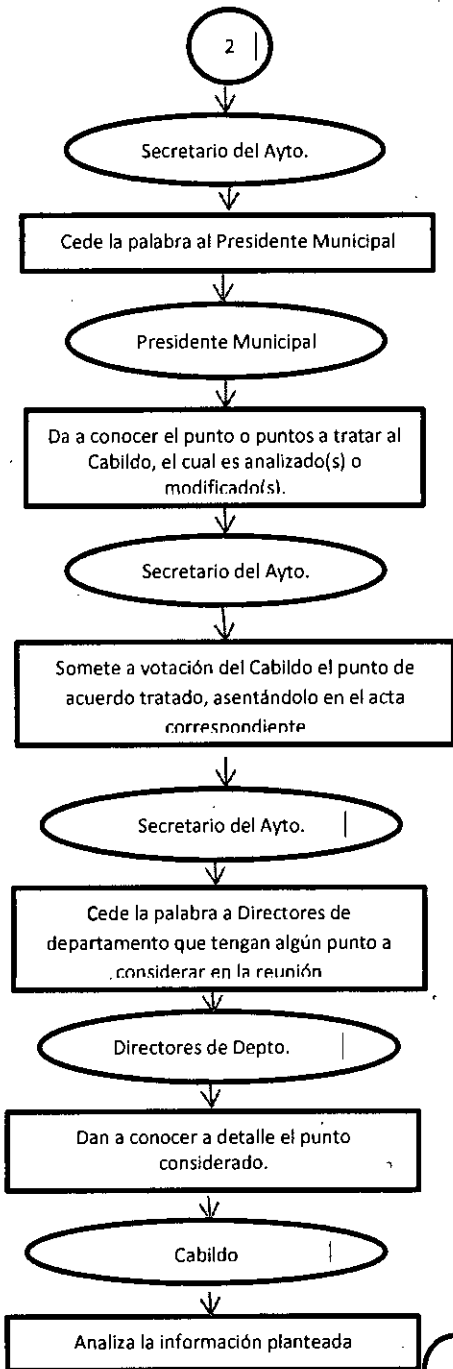 2
Secretario del Ayto.
Cede la palabra al Presidente Municipal
Presidente Municipal
Da a conocer el punto o puntos a tratar al
Cabildo, el cual es analizado(s) o
modificado(s).
Secretario del Ayto.
Somete a votación del Cabildo el punto de
acuerdo tratado, asentándolo en el acta
correspondiente
Secretario del Ayto.
Cede la palabra a Directores de
departamento que tengan algún punto a
considerar en la reunión
Directores de Depto.
Dan a conocer a detalle el punto
considerado.
Cabildo
Analiza la información planteada